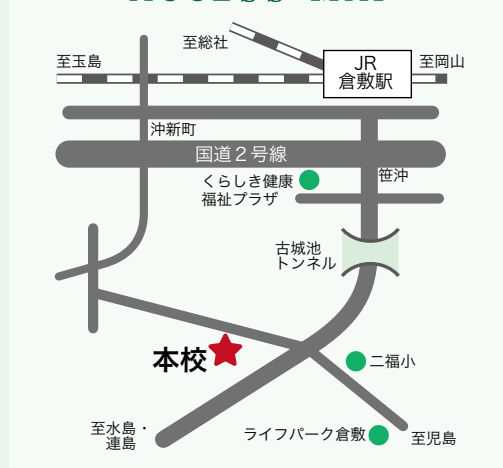 ACCESS MAP
至総社
至玉島
JR
倉敷駅
至岡山
沖新町
国道2号線
くらしき健康
福祉プラザ
笹沖
古城池
トンネル
本校
二福小
至水島・
連島
ライフパーク倉敷
至児島